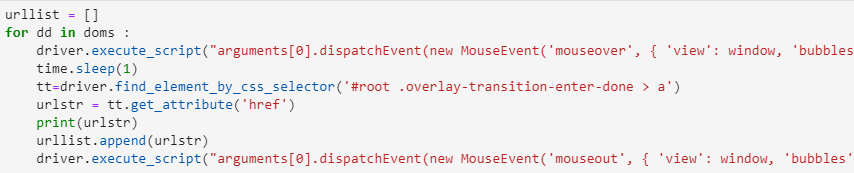 urllist = []
for dd in doms :
    driver.execute_script("arguments[0].dispatchEvent(new MouseEvent('mouseover', { 'view': window, 'bubbles
    time.sleep(1)
    tt=driver.find_element_by_css_selector('#root .overlay-transition-enter-done > a')
    urlstr = tt.get_attribute('href')
    print(urlstr)
    urllist.append(urlstr)
    driver.execute_script("arguments[0].dispatchEvent(new MouseEvent('mouseout', { 'view': window, 'bubbles'